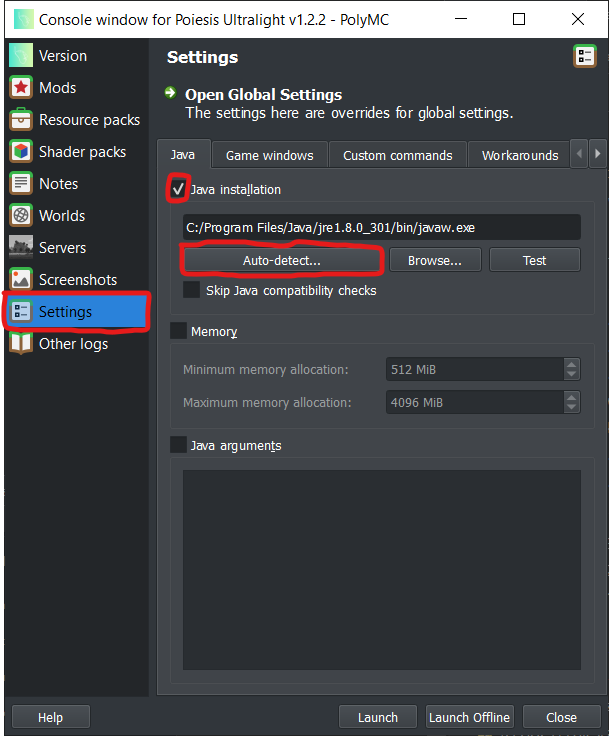 Console window for Poiesis Ultralight v1.2.2 - PolyMC
Version
Mods
Resource packs
Shader packs
Notes
Worlds
Servers
Screenshots
Settings
Other logs
Settings
Open Global Settings
The settings here are overrides for global settings.
Java Game windows Custom commands Workarounds
Java installation
C:/Program Files/Java/jre1.8.0_301/bin/javaw.exe
Auto-detect... Browse... Test
Skip Java compatibility checks
Memory
Minimum memory allocation: 512 MiB
Maximum memory allocation: 4096 MiB
Java arguments
Help Launch Launch Offline Close